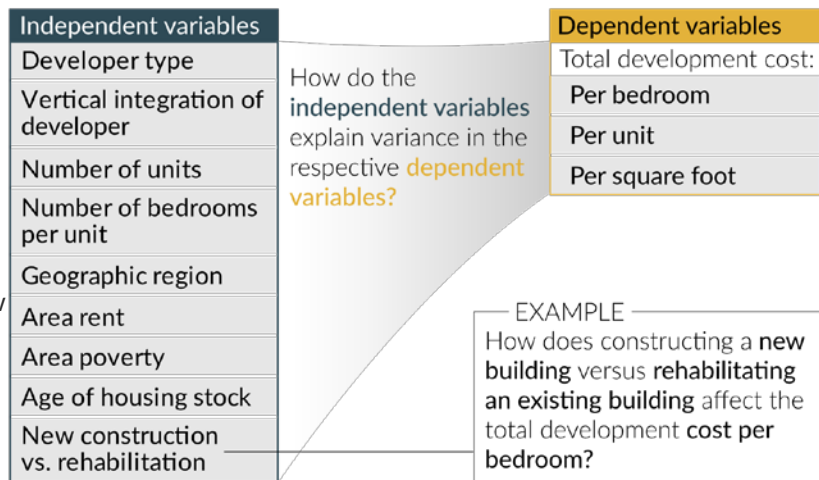 Independent variables
Developer type
Vertical integration of
developer
Number of units
Number of bedrooms
per unit
Geographic region
Area rent
Area poverty
Age of housing stock
New construction
vs. rehabilitation
How do the
independent variables
explain variance in the
respective dependent
variables?
Dependent variables
Total development cost:
Per bedroom
Per unit
Per square foot
EXAMPLE
How does constructing a new
building versus rehabilitating
an existing building affect the
total development cost per
bedroom?